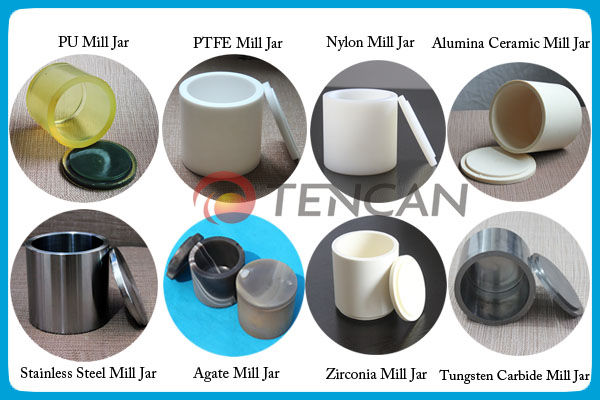 PU Mill Jar
PTFE Mill Jar
Nylon Mill Jar
Alumina Ceramic Mill Jar
TENCAN
Stainless Steel Mill Jar
Agate Mill Jar
Zirconia Mill Jar
Tungsten Carbide Mill Jar